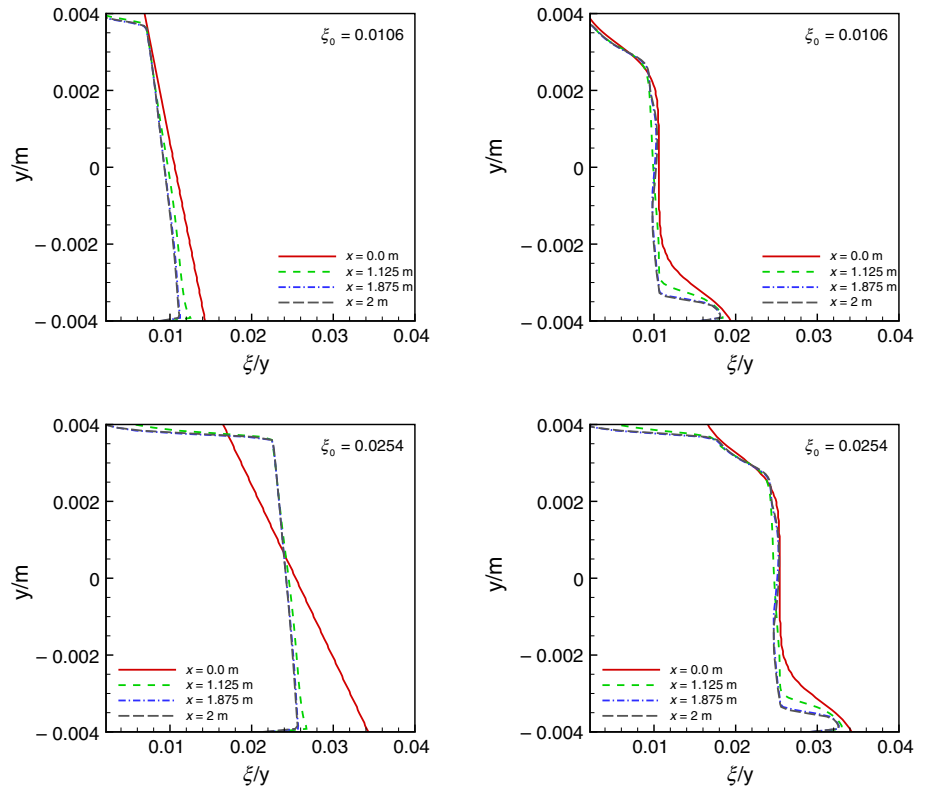 0.004
ξ0 = 0.0106
0.002
y/m
0
− 0.002
x = 0.0 m
x = 1.125 m
x = 1.875 m
x = 2 m
− 0.004
0.01 0.02 0.03 0.04
ξ/y
0.004
ξ0 = 0.0106
0.002
y/m
0
− 0.002
x = 0.0 m
x = 1.125 m
x = 1.875 m
x = 2 m
− 0.004
0.01 0.02 0.03 0.04
ξ/y
0.004
ξ0 = 0.0254
0.002
y/m
0
− 0.002
x = 0.0 m
x = 1.125 m
x = 1.875 m
x = 2 m
− 0.004
0.01 0.02 0.03 0.04
ξ/y
0.004
ξ0 = 0.0254
0.002
y/m
0
− 0.002
x = 0.0 m
x = 1.125 m
x = 1.875 m
x = 2 m
− 0.004
0.01 0.02 0.03 0.04
ξ/y